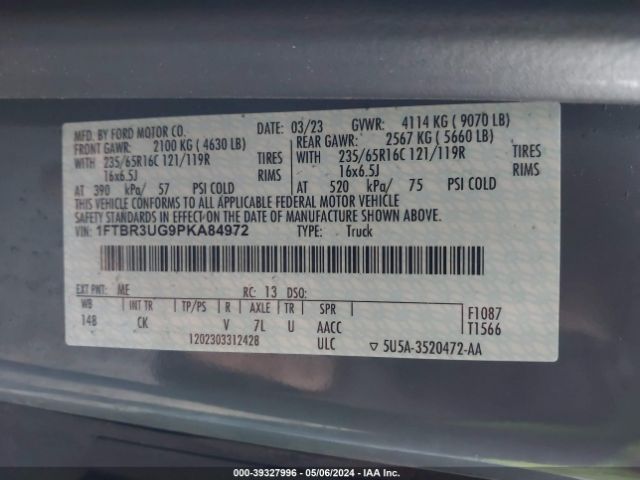 MFD. BY FORD MOTOR CO. DATE: 03/23 GVWR: 4114 KG ( 9070 LB)
FRONT GAWR: 2100 KG ( 4630 LB) REAR GAWR: 2567 KG ( 5660 LB)
WITH 235/65R16C 121/119R TIRES WITH 235/65R16C 121/119R TIRES
16x6.5J RIMS 16x6.5J RIMS
AT 390 kPa/ 57 PSI COLD AT 520 kPa/ 75 PSI COLD
THIS VEHICLE CONFORMS TO ALL APPLICABLE FEDERAL MOTOR VEHICLE
SAFETY STANDARDS IN EFFECT ON THE DATE OF MANUFACTURE SHOWN ABOVE.
VIN: 1FTBR3UG9PKA84972 TYPE: Truck
EXT PNT: ME RC: 13 DSO:
WB INT TR TP/PS R AXLE TR SPR F1087
148 CK V 7L U AACC T1566
1202303312428 ULC ▽ 5U5A-3520472-AA
000-39327996 - 05/06/2024 - IAA Inc.